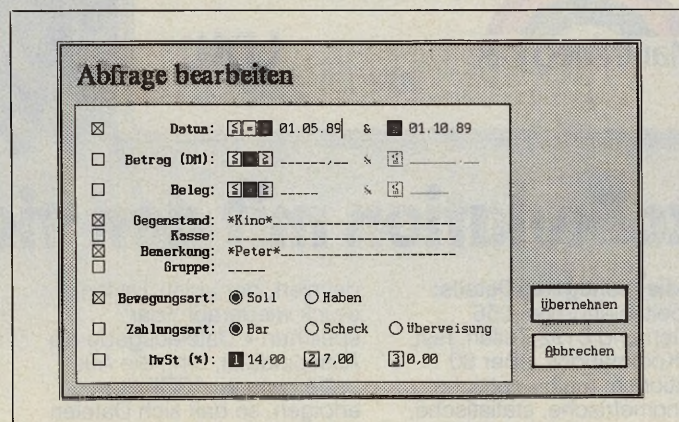 Abfrage bearbeiten
Datum: ≤ = 01.05.89 & 01.10.89
Betrag (DM): ≤ ≥ ______,__ & ≤ ______,__
Beleg: ≤ ≥ _____ & ≤ _____
Gegenstand: *Kino*
Kasse:
Bemerkung: *Peter*
Gruppe: _____
Bewegungsart: Soll Haben
Zahlungsart: Bar Scheck Überweisung
MwSt (%): 1 14,00 2 7,00 3 0,00
Übernehmen
Abbrechen